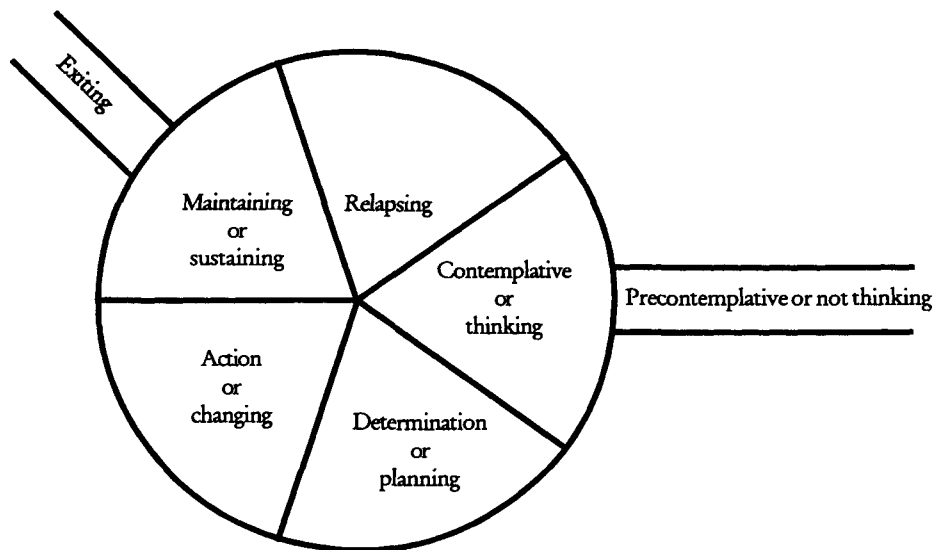 Exiting
Maintaining
or
sustaining
Relapsing
Contemplative
or
thinking
Precontemplative or not thinking
Action
or
changing
Determination
or
planning